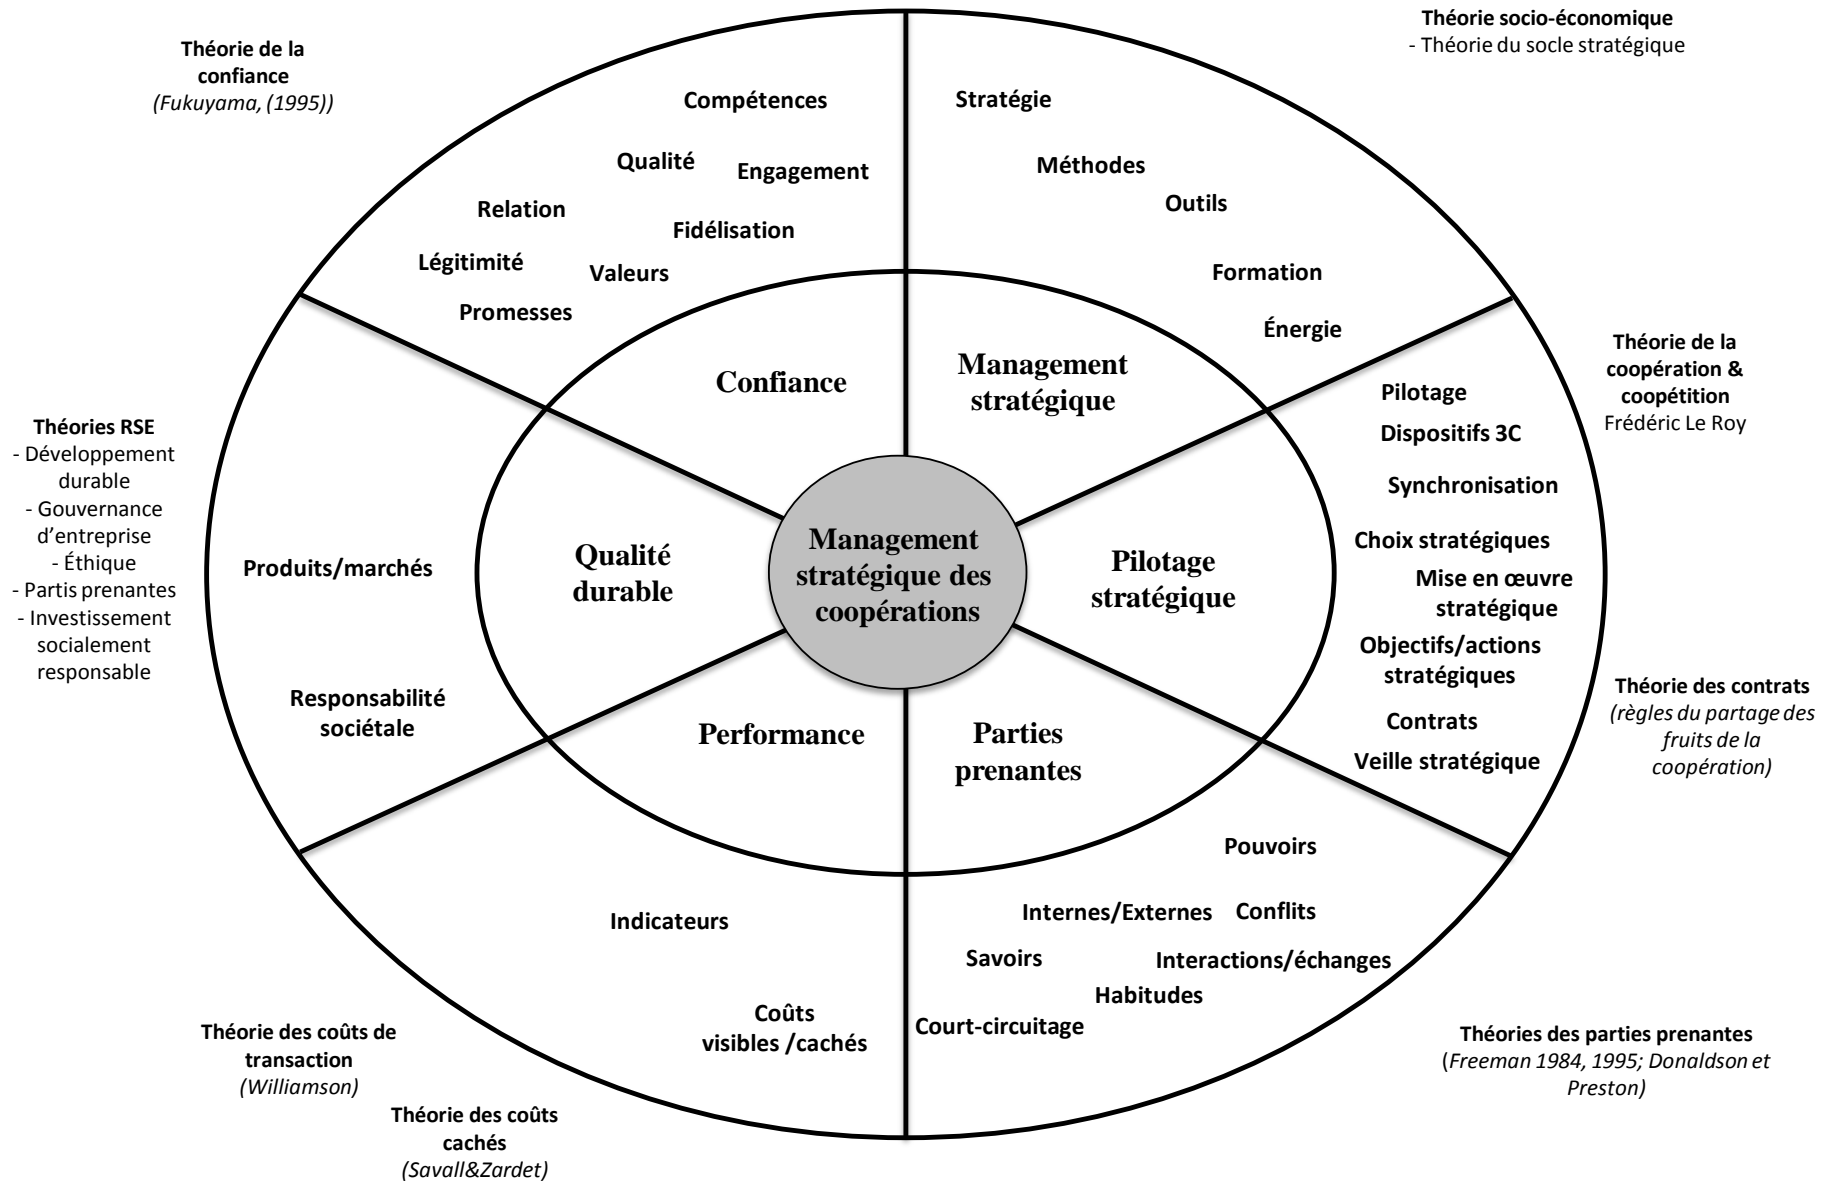 Théorie de la
confiance
(Fukuyama, (1995))
Théorie socio-économique
- Théorie du socle stratégique
Compétences
Qualité
Engagement
Relation
Fidélisation
Légitimité
Valeurs
Promesses
Stratégie
Méthodes
Outils
Formation
Énergie
Confiance
Management
stratégique
Théorie de la
coopération &
coopétition
Frédéric Le Roy
Pilotage
Dispositifs 3C
Synchronisation
Choix stratégiques
Mise en œuvre
stratégique
Objectifs/actions
stratégiques
Contrats
Veille stratégique
Théories RSE
- Développement
durable
- Gouvernance
d’entreprise
- Éthique
- Partis prenantes
- Investissement
socialement
responsable
Produits/marchés
Responsabilité
sociétale
Qualité
durable
Management
stratégique des
coopérations
Pilotage
stratégique
Performance
Parties
prenantes
Théorie des contrats
(règles du partage des
fruits de la
coopération)
Indicateurs
Coûts
visibles /cachés
Pouvoirs
Internes/Externes
Conflits
Savoirs
Interactions/échanges
Habitudes
Court-circuitage
Théorie des coûts de
transaction
(Williamson)
Théorie des coûts
cachés
(Savall&Zardet)
Théories des parties prenantes
(Freeman 1984, 1995; Donaldson et
Preston)